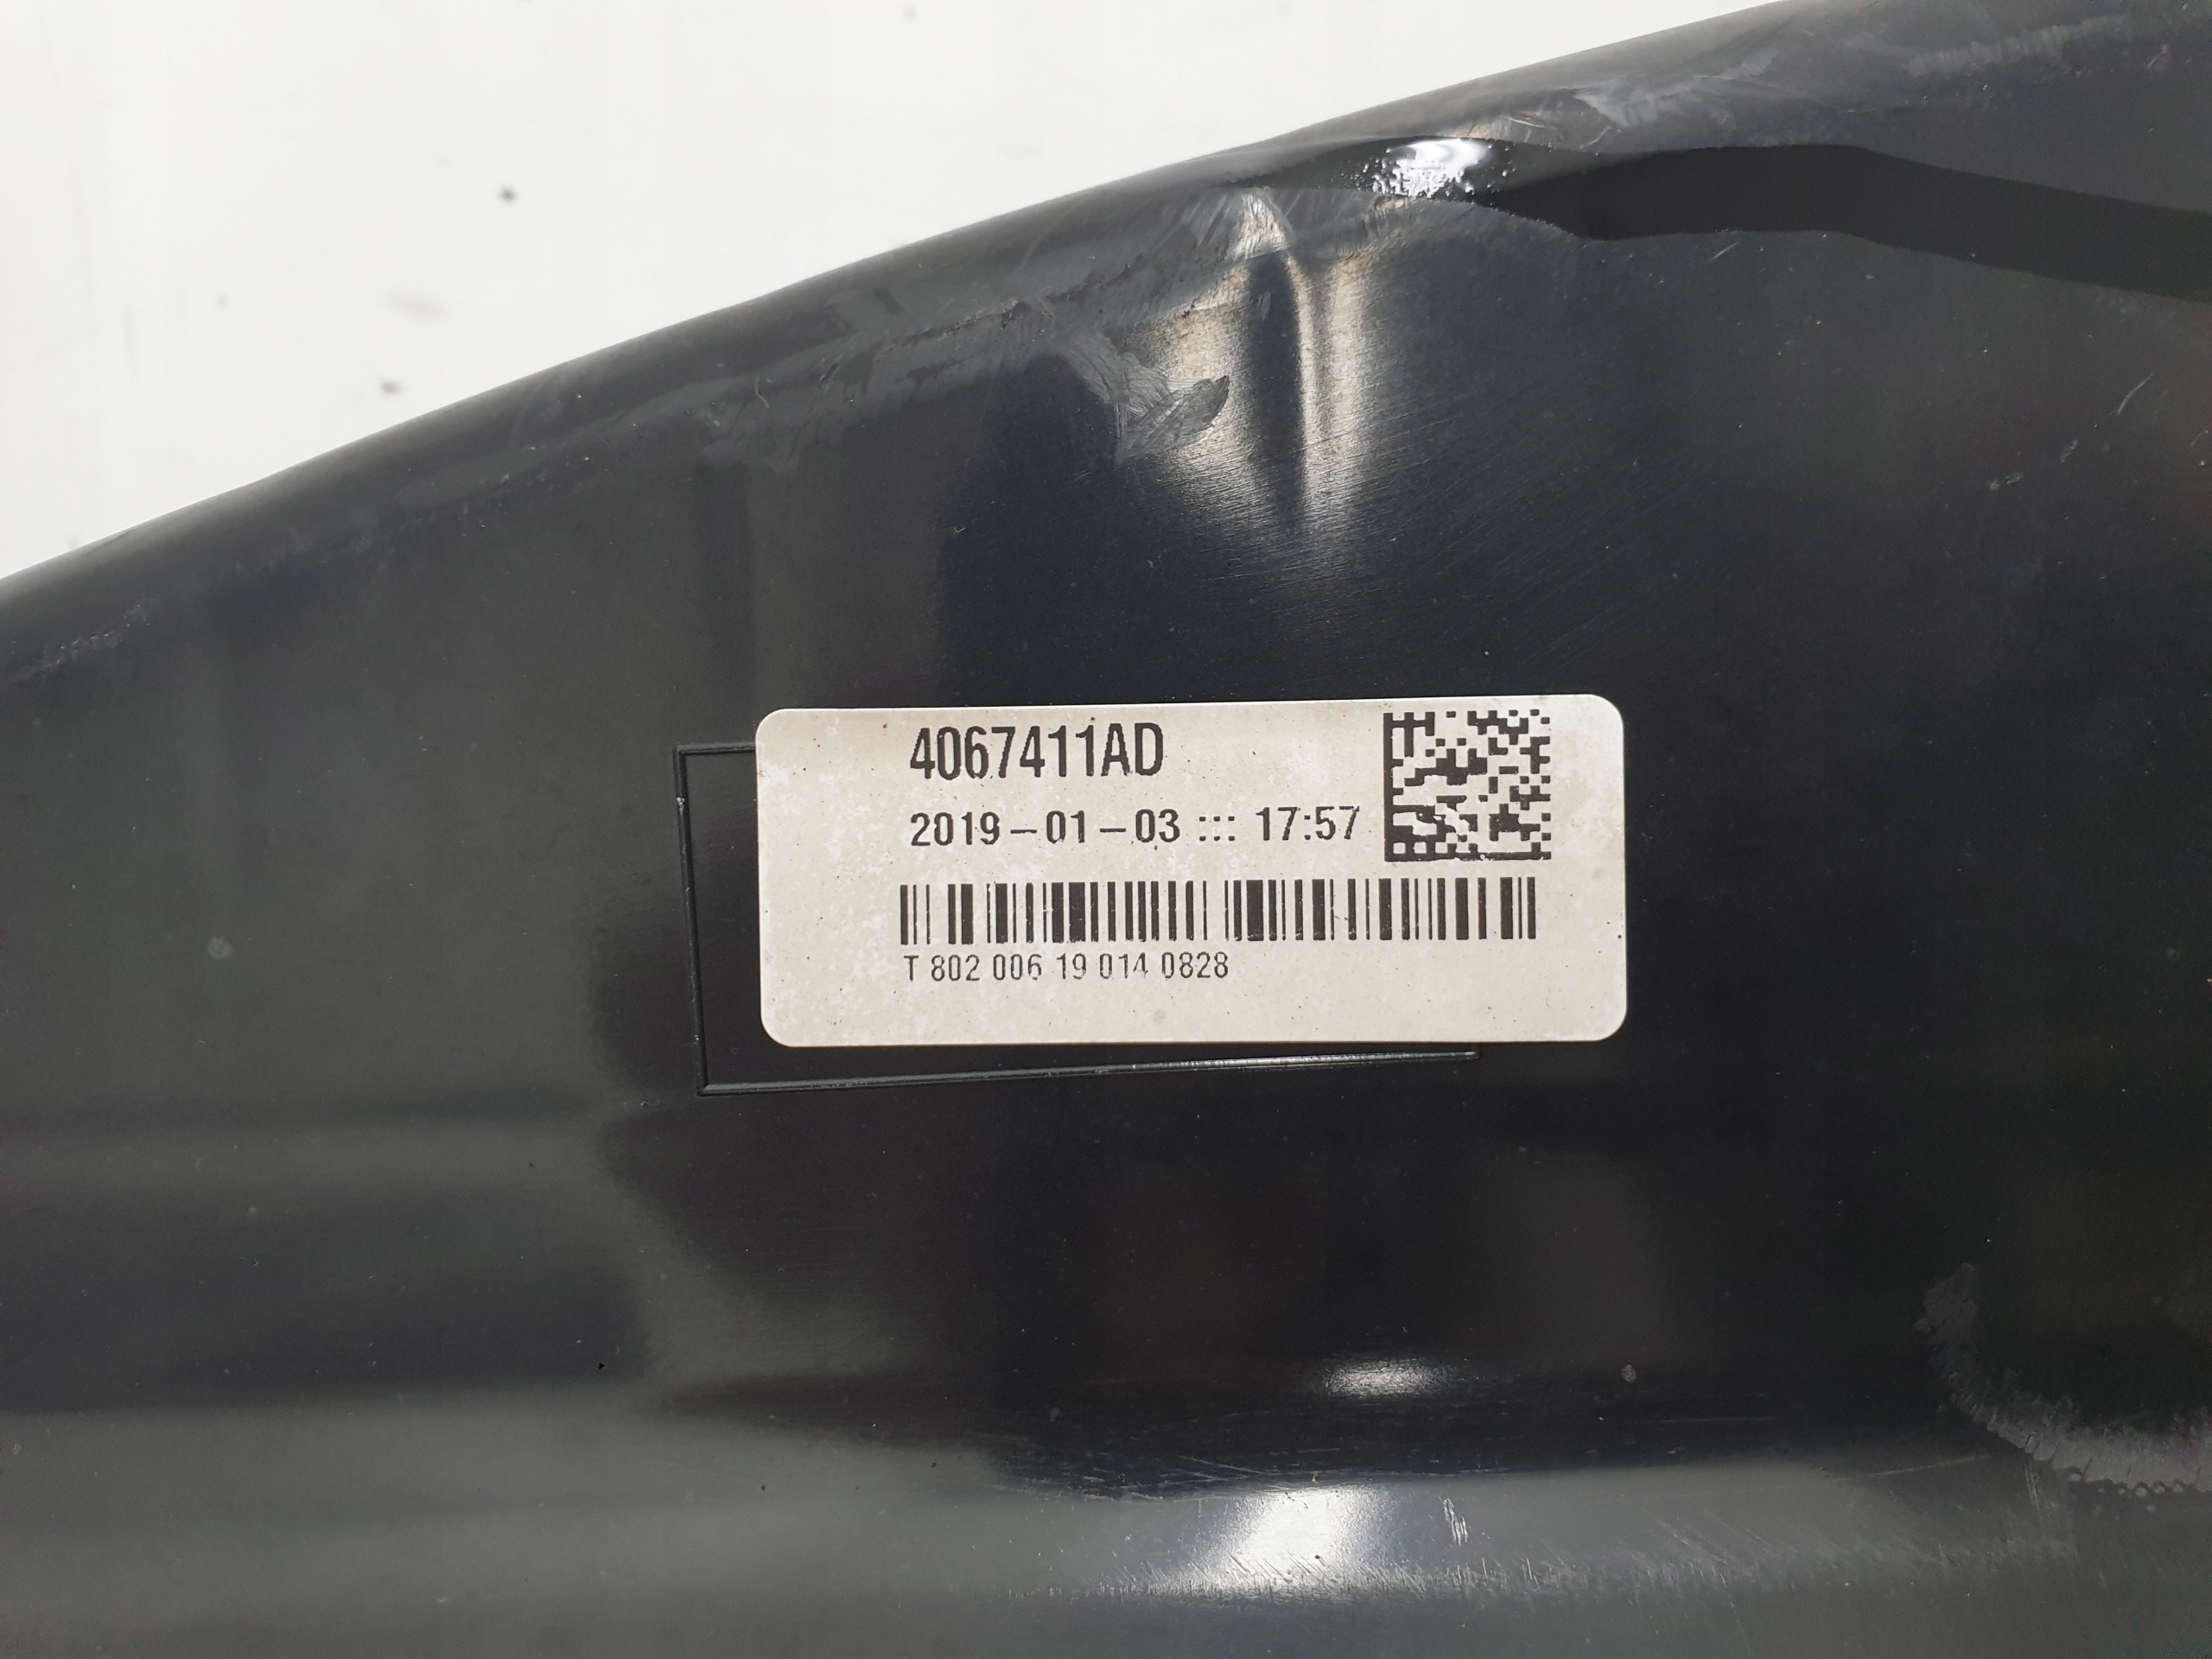 4067411AD
2019-01-03 ::: 17:57
T 802 006 19 014 0828